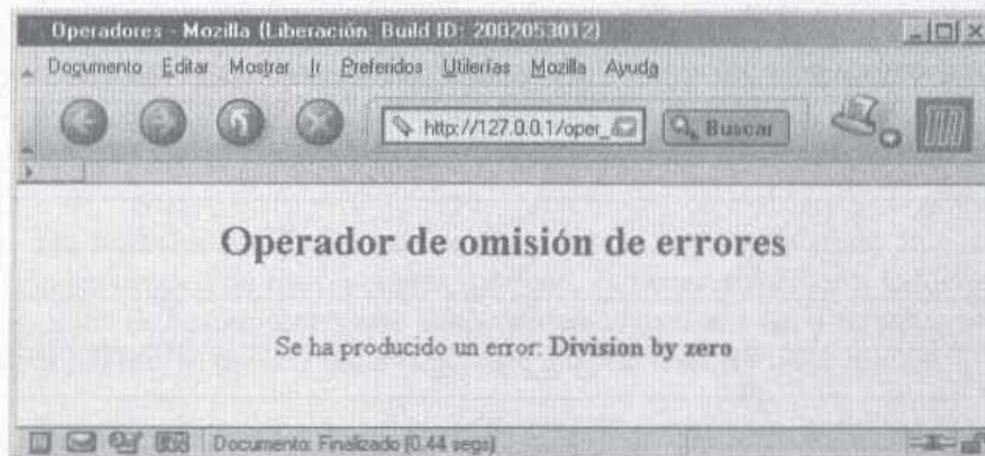 Operadores - Mozilla {Liberación: Build ID: 2002053012}
Documento Editar Mostrar Ir Preferidos Utilerías Mozilla Ayuda
http://127.0.0.1/oper_ Buscar
Operador de omisión de errores
Se ha producido un error: Division by zero
Documento: Finalizado (0.44 segs)